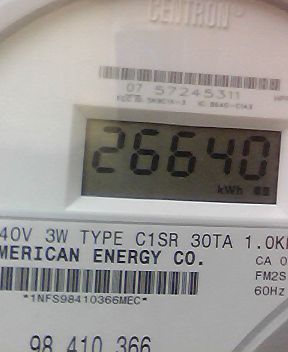 CENTRON®
07 57245311
26640
kWh
40V 3W TYPE C1SR 30TA 1.0K
MERICAN ENERGY CO.
CA 0
FM2S
60Hz
*1NFS98410366MEC*
98 410 366